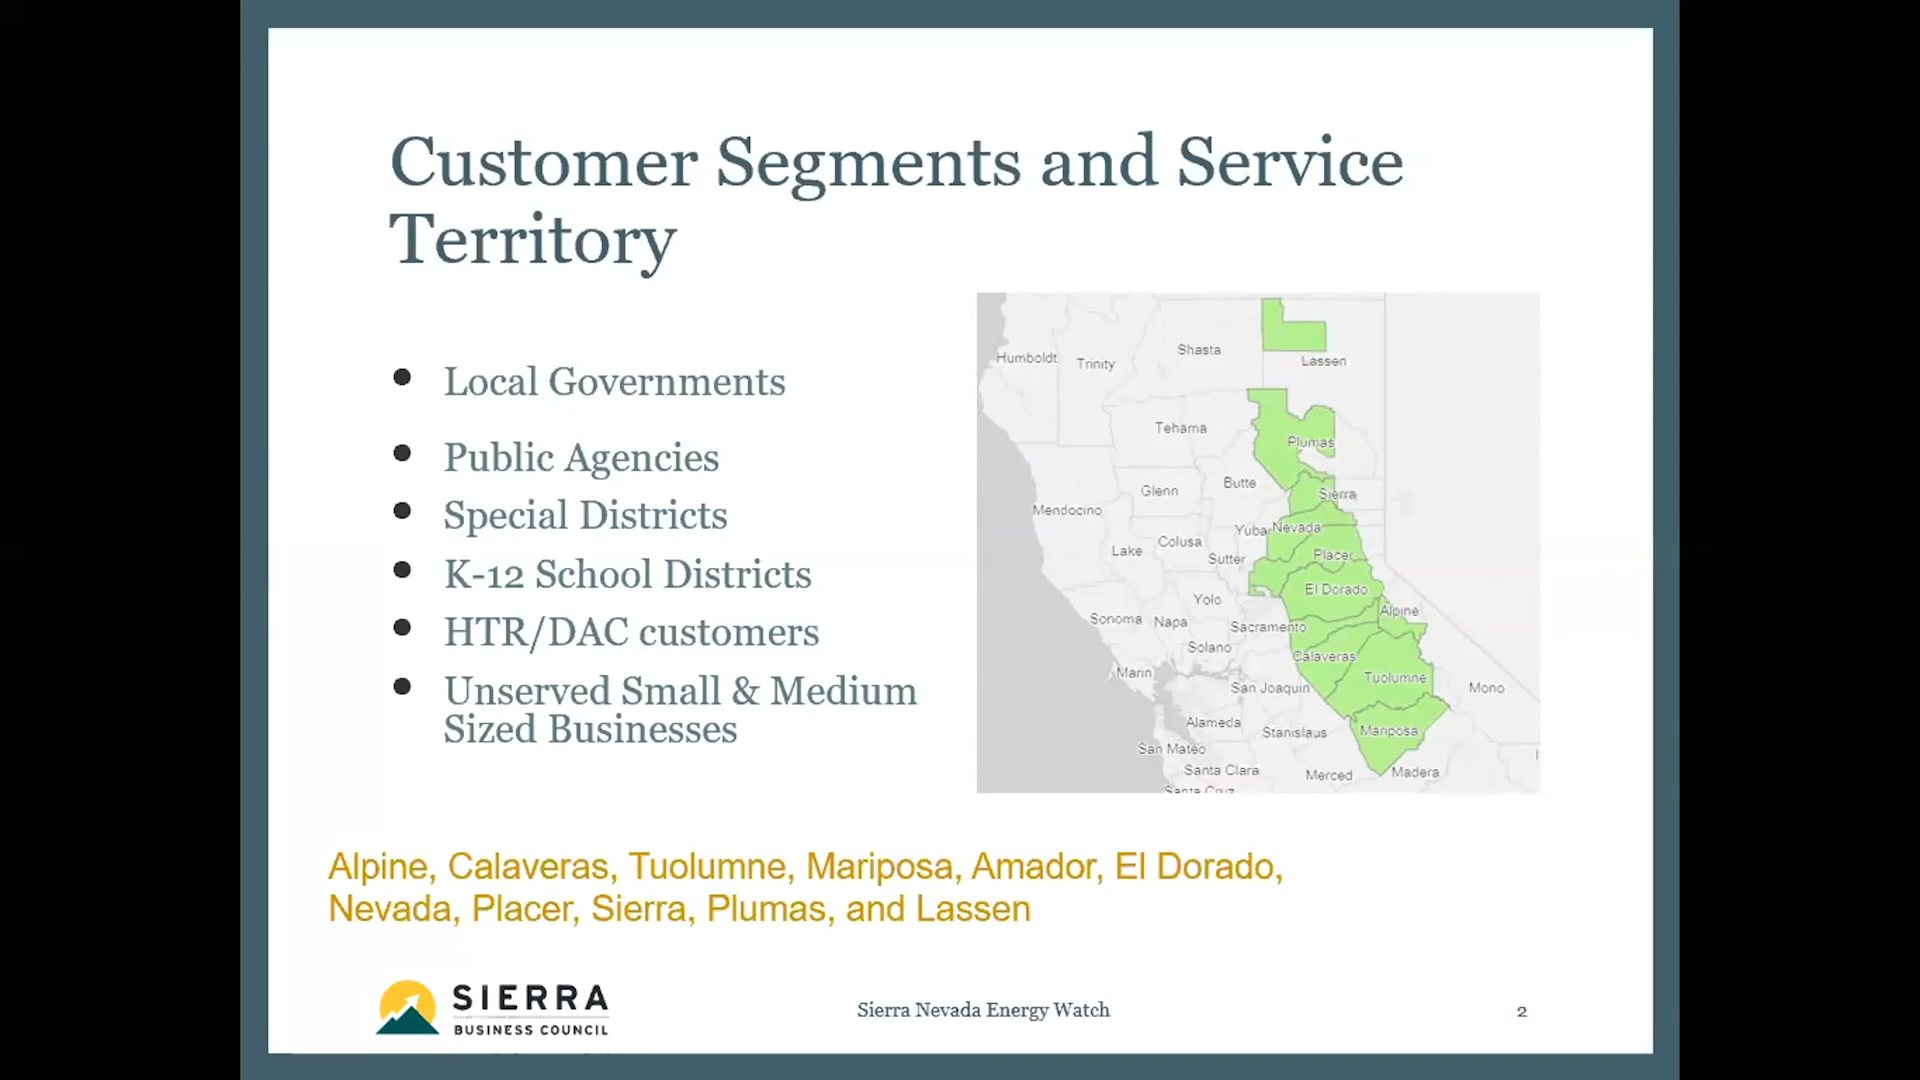 Customer Segments and Service
Territory
Local Governments
Public Agencies
Special Districts
K-12 School Districts
HTR/DAC customers
Unserved Small & Medium
Sized Businesses
Humboldt
Trinity
Shasta
Lassen
Tehama
Plumas
Glenn
Butte
Sierra
Mendocino
Yuba
Nevada
Colusa
Lake
Sutter
Placer
El Dorado
Yolo
Alpine
Sonoma
Napa
Sacramento
Solano
Calaveras
Marin
Tuolumne
San Joaquin
Mono
Alameda
Stanislaus
Mariposa
San Mateo
Santa Clara
Merced
Madera
Santa Cruz
Alpine, Calaveras, Tuolumne, Mariposa, Amador, El Dorado,
Nevada, Placer, Sierra, Plumas, and Lassen
SIERRA
BUSINESS COUNCIL
Sierra Nevada Energy Watch
2